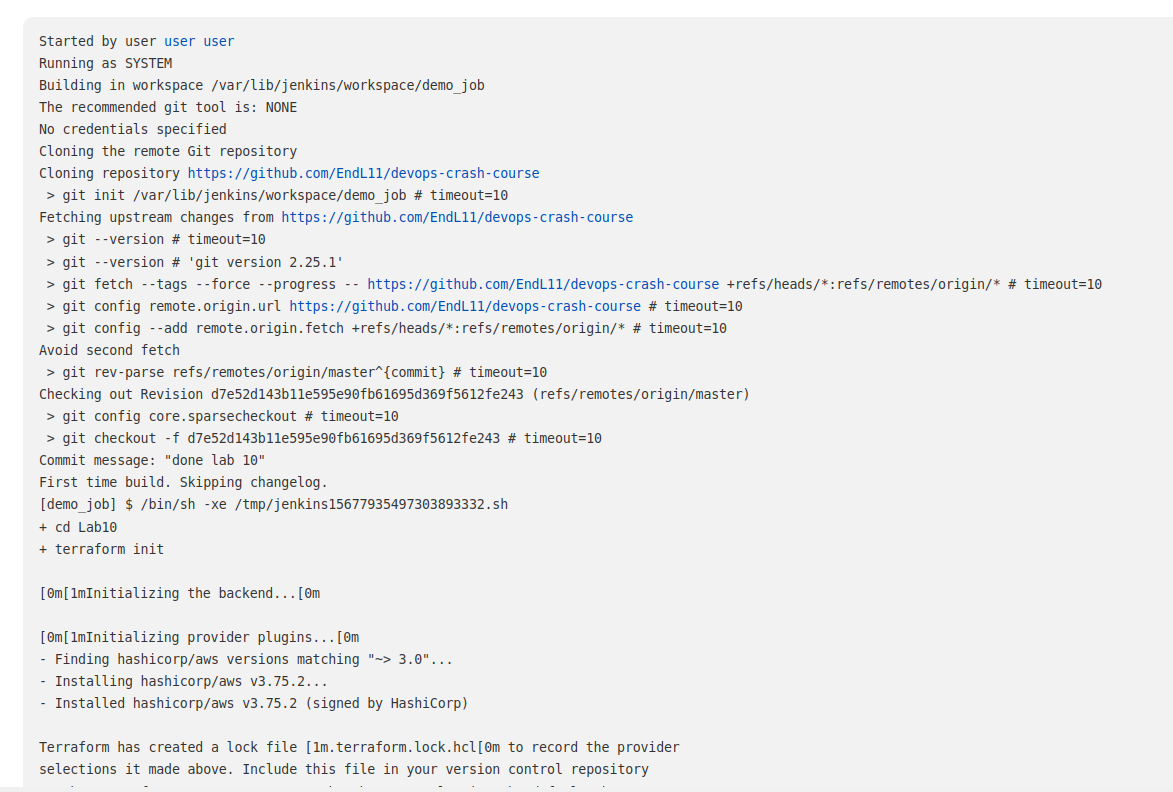 Started by user user user
Running as SYSTEM
Building in workspace /var/lib/jenkins/workspace/demo_job
The recommended git tool is: NONE
No credentials specified
Cloning the remote Git repository
Cloning repository https://github.com/EndL11/devops-crash-course
 > git init /var/lib/jenkins/workspace/demo_job # timeout=10
Fetching upstream changes from https://github.com/EndL11/devops-crash-course
 > git --version # timeout=10
 > git --version # 'git version 2.25.1'
 > git fetch --tags --force --progress -- https://github.com/EndL11/devops-crash-course +refs/heads/*:refs/remotes/origin/* # timeout=10
 > git config remote.origin.url https://github.com/EndL11/devops-crash-course # timeout=10
 > git config --add remote.origin.fetch +refs/heads/*:refs/remotes/origin/* # timeout=10
Avoid second fetch
 > git rev-parse refs/remotes/origin/master^{commit} # timeout=10
Checking out Revision d7e52d143b11e595e90fb61695d369f5612fe243 (refs/remotes/origin/master)
 > git config core.sparsecheckout # timeout=10
 > git checkout -f d7e52d143b11e595e90fb61695d369f5612fe243 # timeout=10
Commit message: "done lab 10"
First time build. Skipping changelog.
[demo_job] $ /bin/sh -xe /tmp/jenkins15677935497303893332.sh
+ cd Lab10
+ terraform init
[0m[1mInitializing the backend...[0m
[0m[1mInitializing provider plugins...[0m
- Finding hashicorp/aws versions matching "~> 3.0"...
- Installing hashicorp/aws v3.75.2...
- Installed hashicorp/aws v3.75.2 (signed by HashiCorp)
Terraform has created a lock file [1m.terraform.lock.hcl[0m to record the provider
selections it made above. Include this file in your version control repository